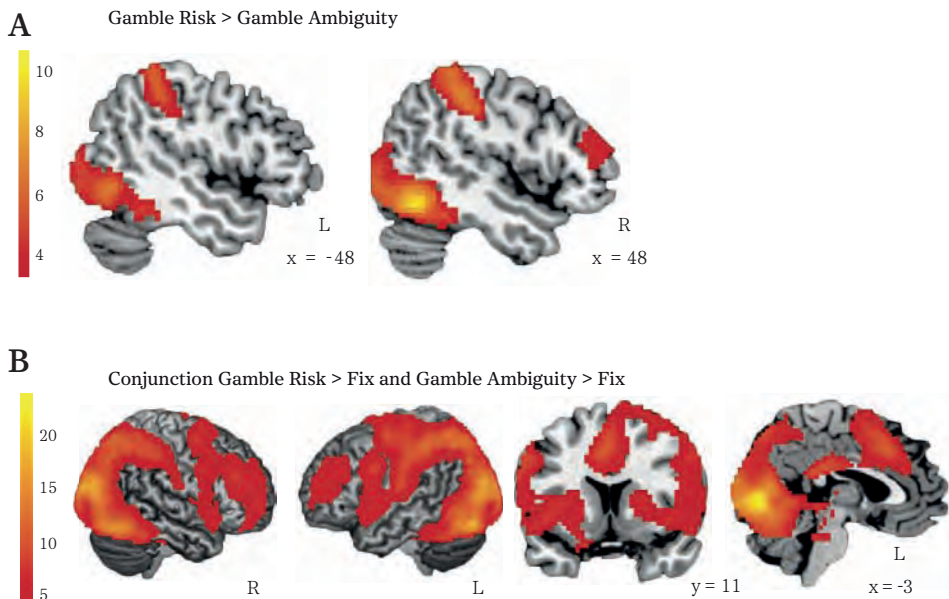 A
Gamble Risk > Gamble Ambiguity
10
8
6
4
L
x = -48
R
x = 48
B
Conjunction Gamble Risk > Fix and Gamble Ambiguity > Fix
20
15
10
5
R
L
y = 11
L
x = -3